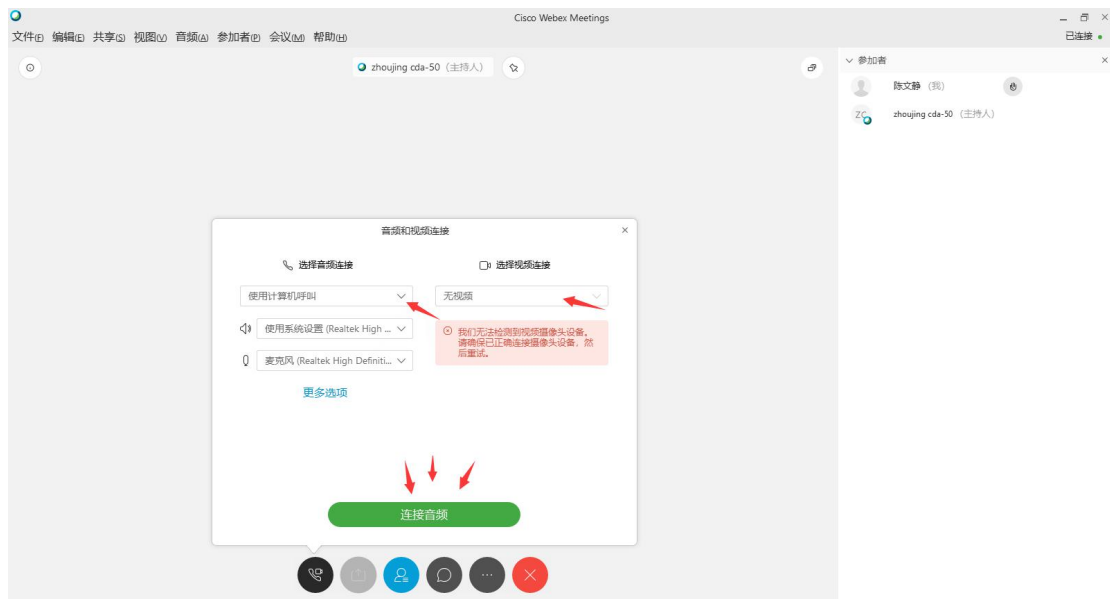 Cisco Webex Meetings
文件(F) 编辑(E) 共享(S) 视图(V) 音频(A) 参加者(P) 会议(M) 帮助(H)
已连接
zhoujing cda-50 (主持人)
参加者
陈文静 (我)
ZC
zhoujing cda-50 (主持人)
音频和视频连接
选择音频连接
选择视频连接
使用计算机呼叫
无视频
使用系统设置 (Realtek High ...
我们无法检测到视频摄像头设备。
请确保已正确连接摄像头设备，然
后重试。
麦克风 (Realtek High Definiti...
更多选项
连接音频